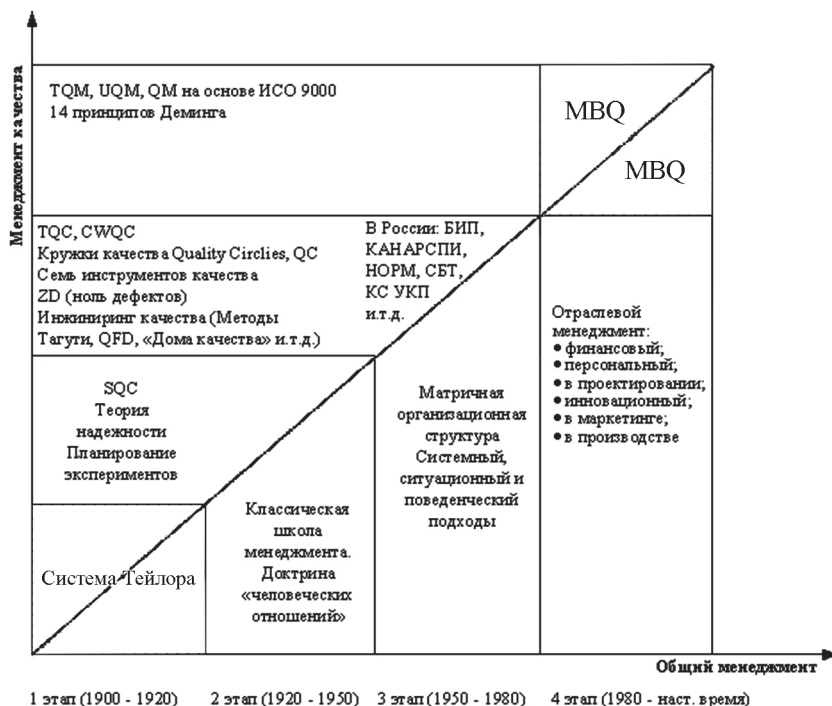 Менеджмент качества
TQM, UQM, QM на основе ИСО 9000
14 принципов Деминга
MBQ
MBQ
TQC, CWQC
Кружки качества Quality Circlies, QC
Семь инструментов качества
ZD (ноль дефектов)
Инжиниринг качества (Методы
Тагути, QFD, «Дома качества» и.т.д.)
В России: БИП,
КАНАРСПИ,
НОРМ, СБТ,
КС УКП
и.т.д.
Отраслевой
менеджмент:
● финансовый;
● персональный;
● в проектировании;
● инновационный;
● в маркетинге;
● в производстве
SQC
Теория
надежности
Планирование
экспериментов
Матричная
организационная
структура
Системный,
ситуационный и
поведенческий
подходы
Классическая
школа
менеджмента.
Доктрина
«человеческих
отношений»
Система Тейлора
Общий менеджмент
1 этап (1900 - 1920) 2 этап (1920 - 1950) 3 этап (1950 - 1980) 4 этап (1980 - наст. время)